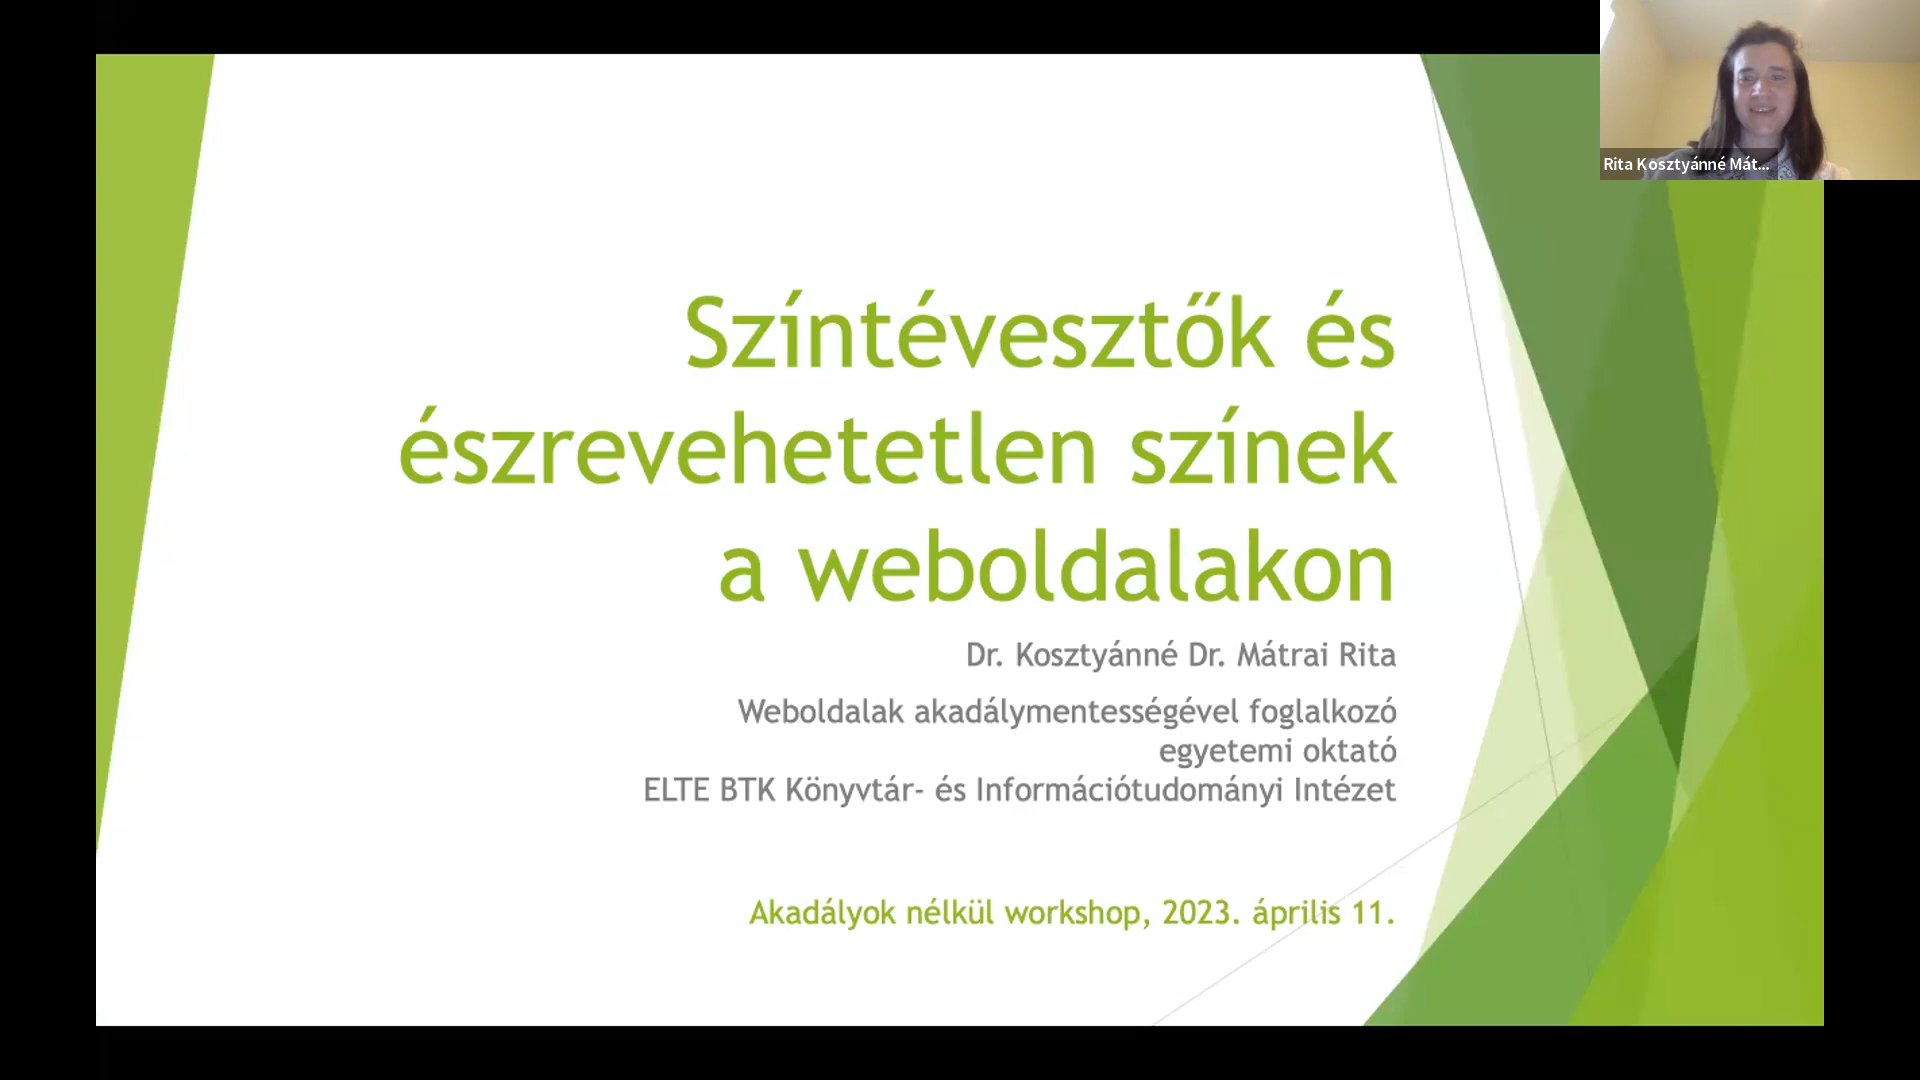 Rita Kosztyánné Mát...
Színtévesztők és
észrevehetetlen színek
a weboldalakon
Dr. Kosztyánné Dr. Mátrai Rita
Weboldalak akadálymentességével foglalkozó
egyetemi oktató
ELTE BTK Könyvtár- és Információtudományi Intézet
Akadályok nélkül workshop, 2023. április 11.